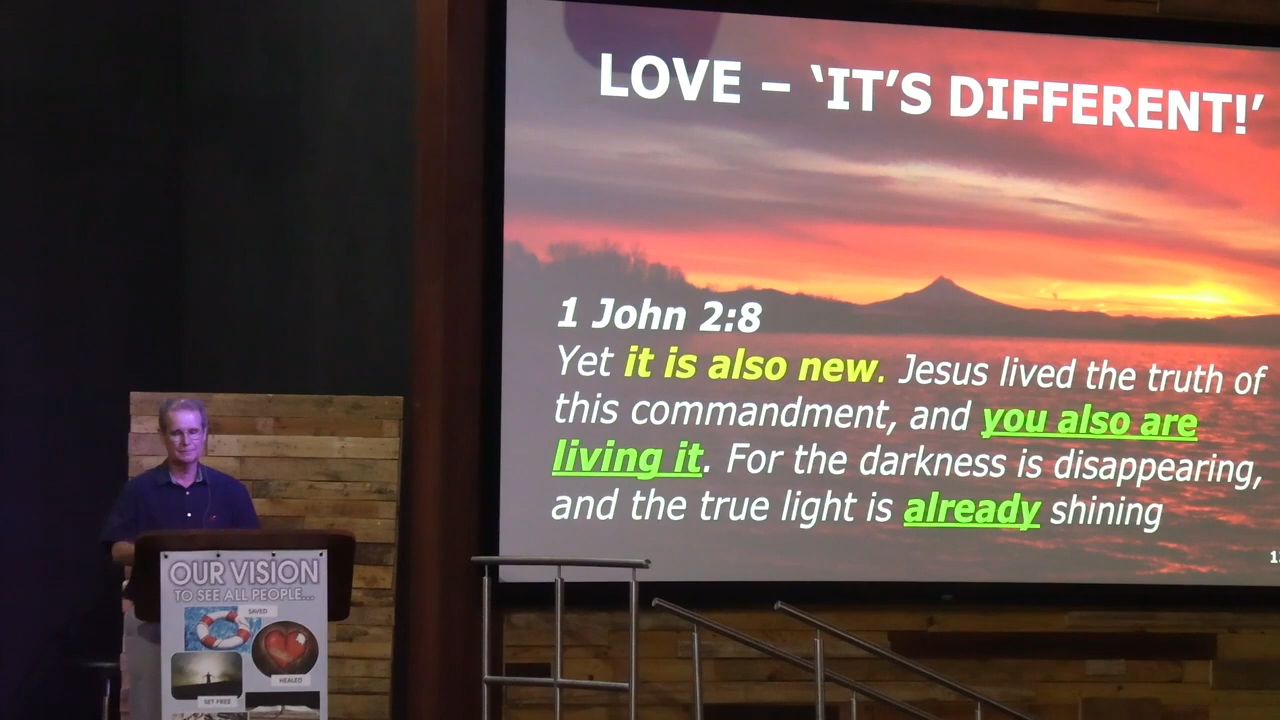 LOVE – ‘IT’S DIFFERENT!’
1 John 2:8
Yet it is also new. Jesus lived the truth of
this commandment, and you also are
living it. For the darkness is disappearing,
and the true light is already shining
OUR VISION
TO SEE ALL PEOPLE...
SAVED
HEALED
SET FREE